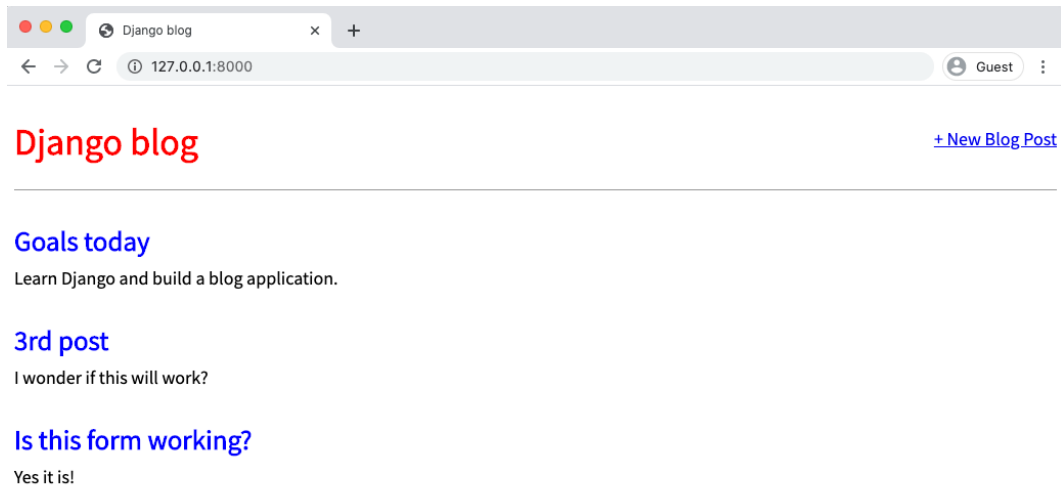 Django blog
127.0.0.1:8000
Guest
Django blog
+ New Blog Post
Goals today
Learn Django and build a blog application.
3rd post
I wonder if this will work?
Is this form working?
Yes it is!